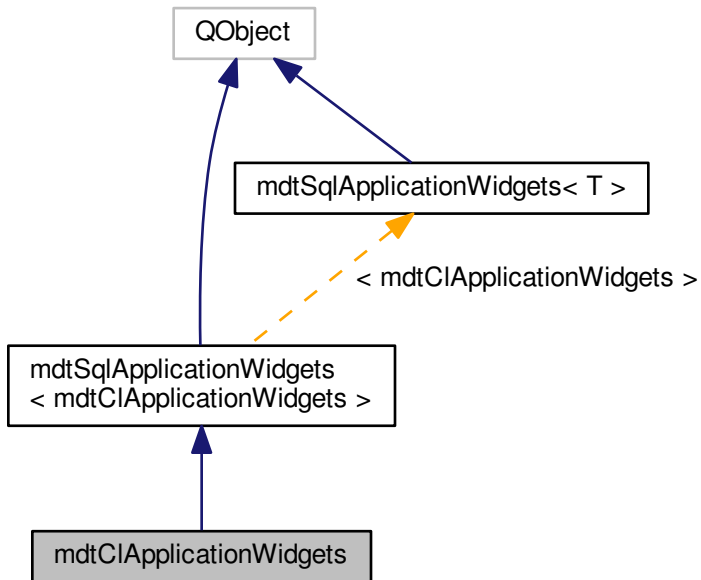 QObject
mdtSqlApplicationWidgets< T >
< mdtClApplicationWidgets >
mdtSqlApplicationWidgets
< mdtClApplicationWidgets >
mdtClApplicationWidgets